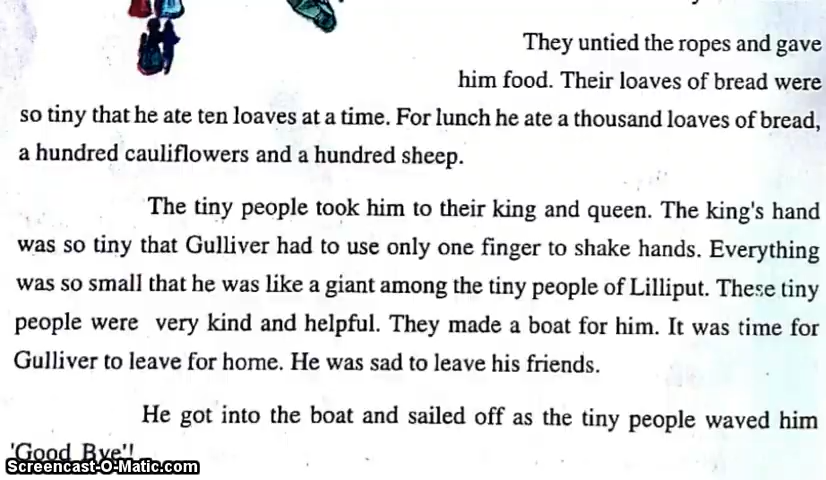 They untied the ropes and gave
him food. Their loaves of bread were
so tiny that he ate ten loaves at a time. For lunch he ate a thousand loaves of bread,
a hundred cauliflowers and a hundred sheep.
The tiny people took him to their king and queen. The king's hand
was so tiny that Gulliver had to use only one finger to shake hands. Everything
was so small that he was like a giant among the tiny people of Lilliput. These tiny
people were very kind and helpful. They made a boat for him. It was time for
Gulliver to leave for home. He was sad to leave his friends.
He got into the boat and sailed off as the tiny people waved him
'Good Bye'!
Screencast-O-Matic.com